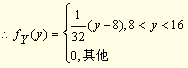 ∴ f_Y(y) = { 1/32 (y-8), 8 < y < 16
0, 其他